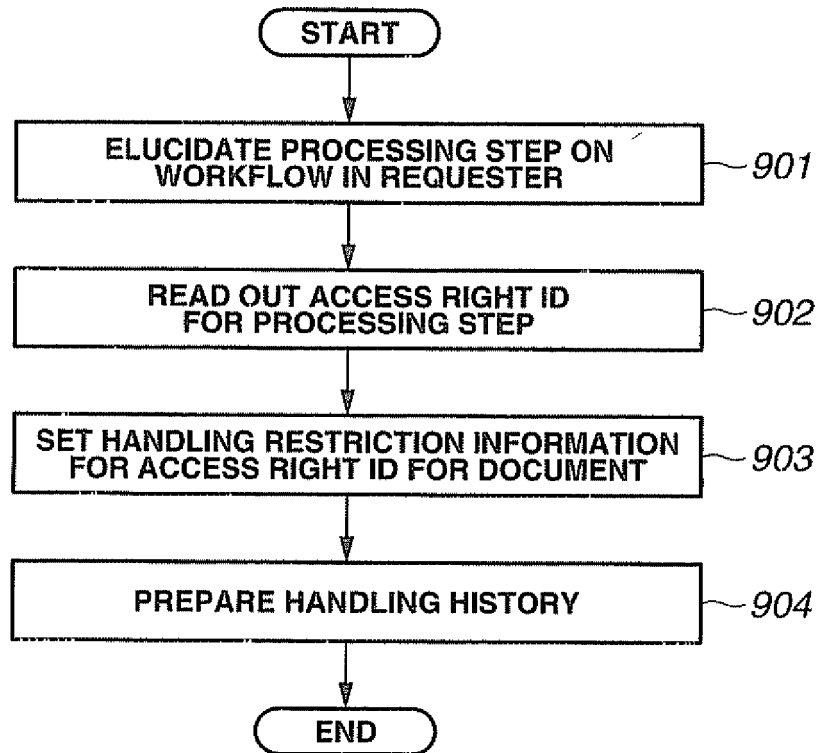 START
ELUCIDATE PROCESSING STEP ON
WORKFLOW IN REQUESTER
901
READ OUT ACCESS RIGHT ID
FOR PROCESSING STEP
902
SET HANDLING RESTRICTION INFORMATION
FOR ACCESS RIGHT ID FOR DOCUMENT
903
PREPARE HANDLING HISTORY
904
END